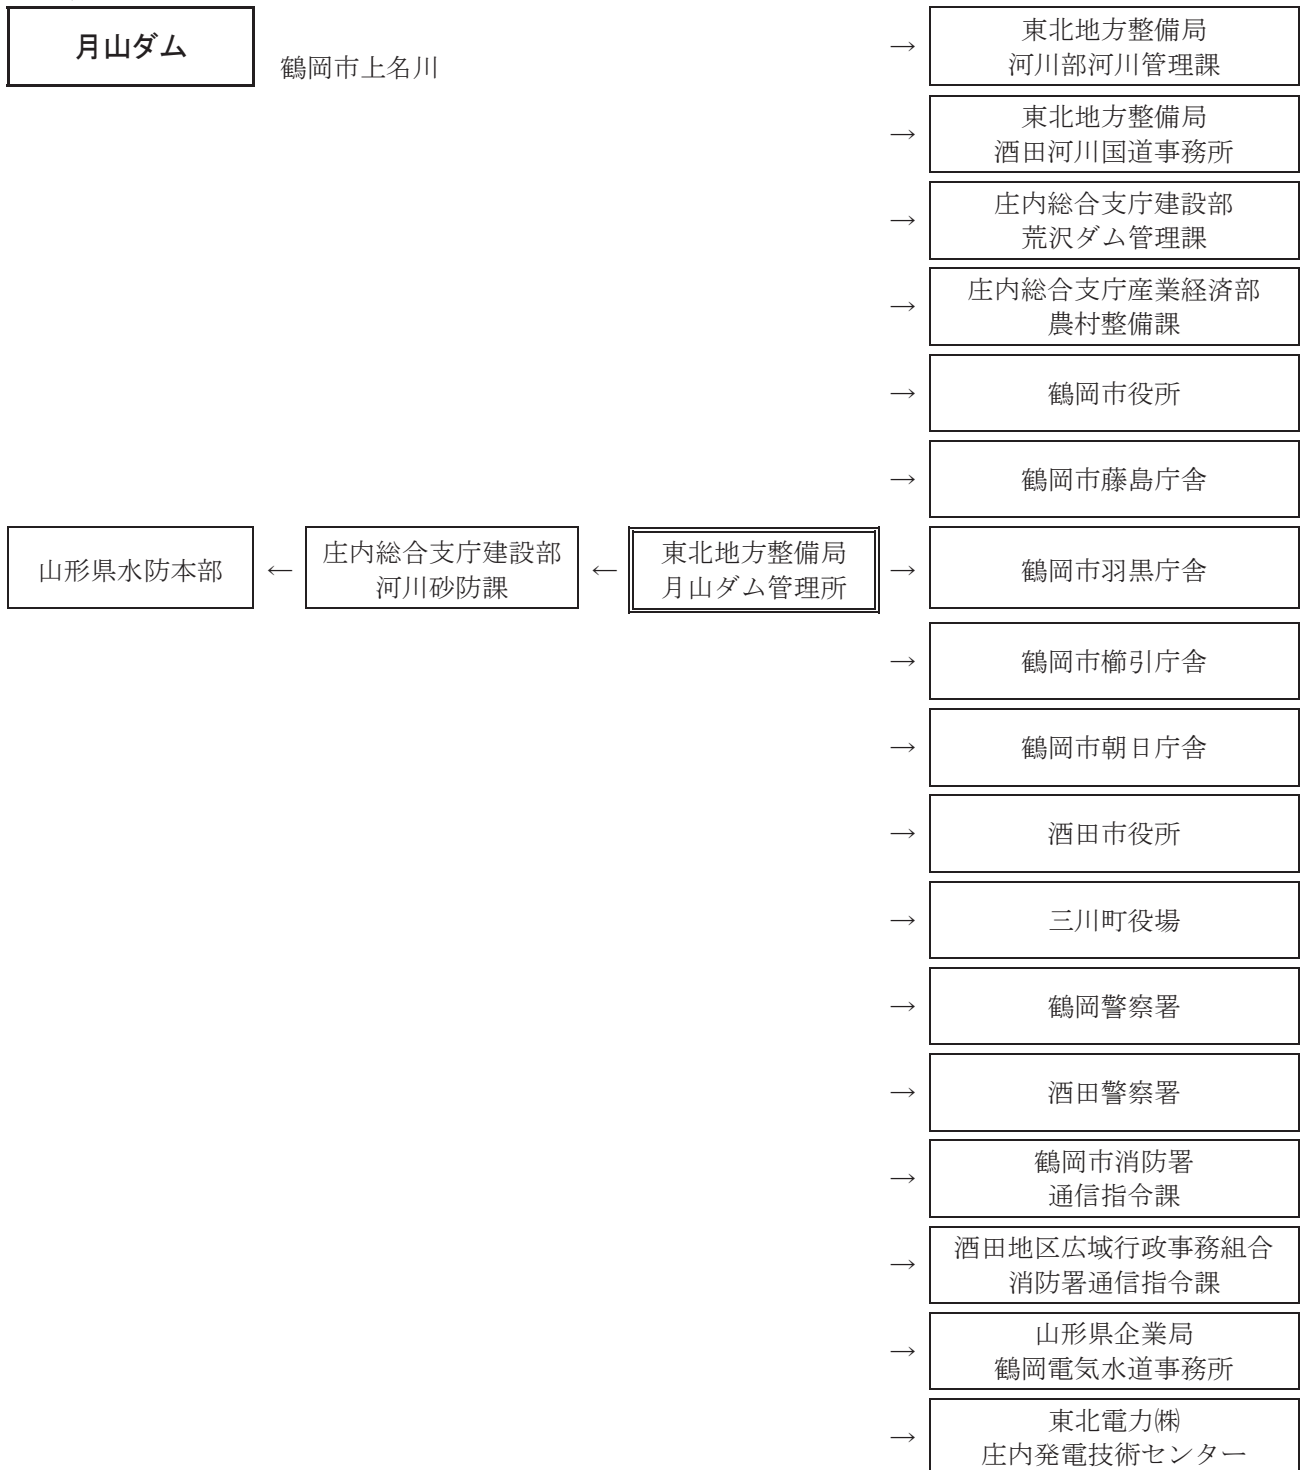 月山ダム
鶴岡市上名川
→
東北地方整備局
河川部河川管理課
→
東北地方整備局
酒田河川国道事務所
→
庄内総合支庁建設部
荒沢ダム管理課
→
庄内総合支庁産業経済部
農村整備課
→
鶴岡市役所
→
鶴岡市藤島庁舎
山形県水防本部
←
庄内総合支庁建設部
河川砂防課
←
東北地方整備局
月山ダム管理所
→
鶴岡市羽黒庁舎
→
鶴岡市櫛引庁舎
→
鶴岡市朝日庁舎
→
酒田市役所
→
三川町役場
→
鶴岡警察署
→
酒田警察署
→
鶴岡市消防署
通信指令課
→
酒田地区広域行政事務組合
消防署通信指令課
→
山形県企業局
鶴岡電気水道事務所
→
東北電力㈱
庄内発電技術センター